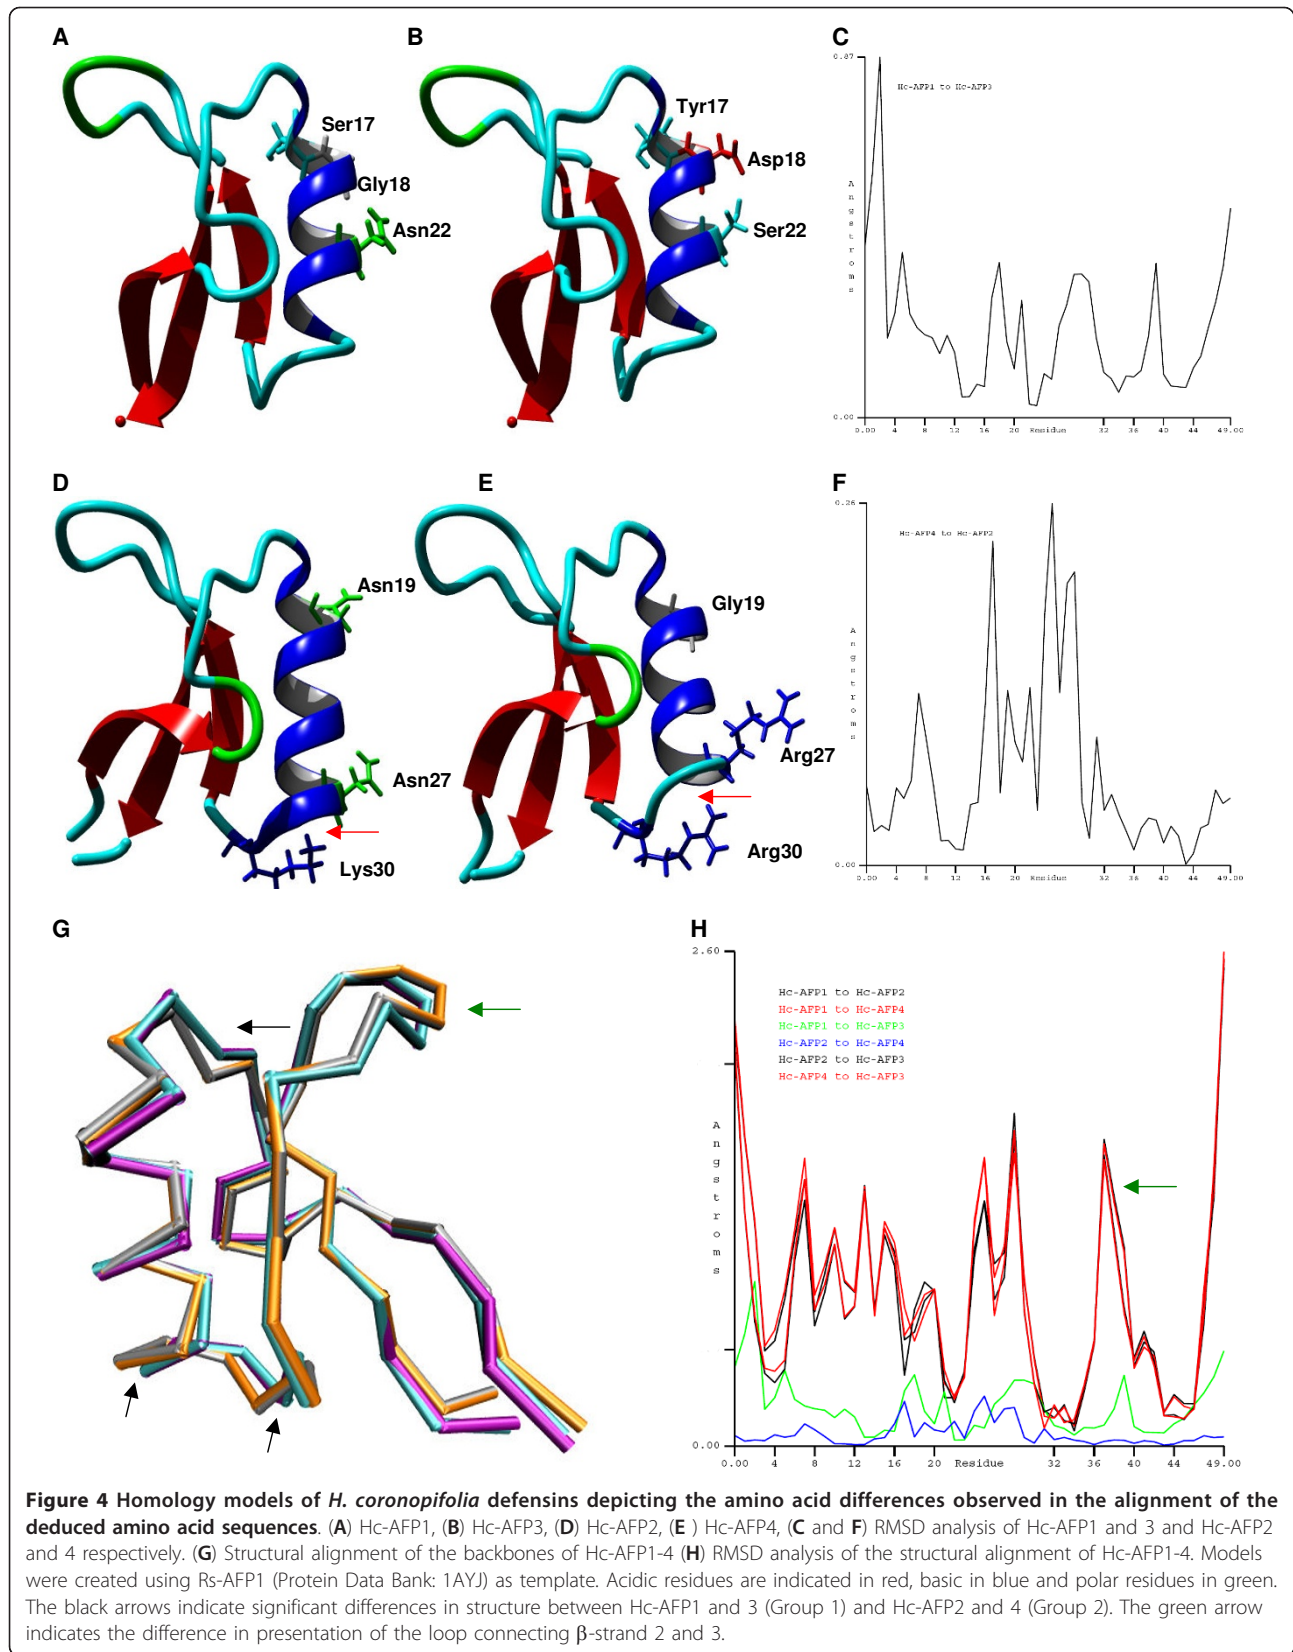 A
B
C
Ser17
Gly18
Asn22
Tyr17
Asp18
Ser22
0.87
Hc-AFP1 to Hc-AFP3
Angstroms
0.00
0.00 4 8 12 16 20 Residue 32 36 40 44 49.00
D
E
F
Asn19
Asn27
Lys30
Gly19
Arg27
Arg30
0.26
Hc-AFP4 to Hc-AFP2
Angstroms
0.00
0.00 4 8 12 16 20 Residue 32 36 40 44 49.00
G
H
2.60
Hc-AFP1 to Hc-AFP2
Hc-AFP1 to Hc-AFP4
Hc-AFP1 to Hc-AFP3
Hc-AFP2 to Hc-AFP4
Hc-AFP2 to Hc-AFP3
Hc-AFP4 to Hc-AFP3
Angstroms
0.00
0.00 4 8 12 16 20 Residue 32 36 40 44 49.00
Figure 4 Homology models of H. coronopifolia defensins depicting the amino acid differences observed in the alignment of the
deduced amino acid sequences. (A) Hc-AFP1, (B) Hc-AFP3, (D) Hc-AFP2, (E ) Hc-AFP4, (C and F) RMSD analysis of Hc-AFP1 and 3 and Hc-AFP2
and 4 respectively. (G) Structural alignment of the backbones of Hc-AFP1-4 (H) RMSD analysis of the structural alignment of Hc-AFP1-4. Models
were created using Rs-AFP1 (Protein Data Bank: 1AYJ) as template. Acidic residues are indicated in red, basic in blue and polar residues in green.
The black arrows indicate significant differences in structure between Hc-AFP1 and 3 (Group 1) and Hc-AFP2 and 4 (Group 2). The green arrow
indicates the difference in presentation of the loop connecting β-strand 2 and 3.